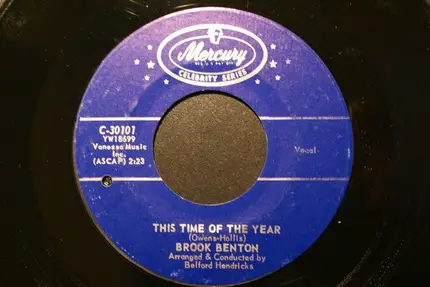 Mercury
CELEBRITY SERIES
C-30101
YW18699
Vanessa Music
Inc.
(ASCAP) 2:23
Vocal
THIS TIME OF THE YEAR
(Owens-Hollis)
BROOK BENTON
Arranged & Conducted by
Belford Hendricks